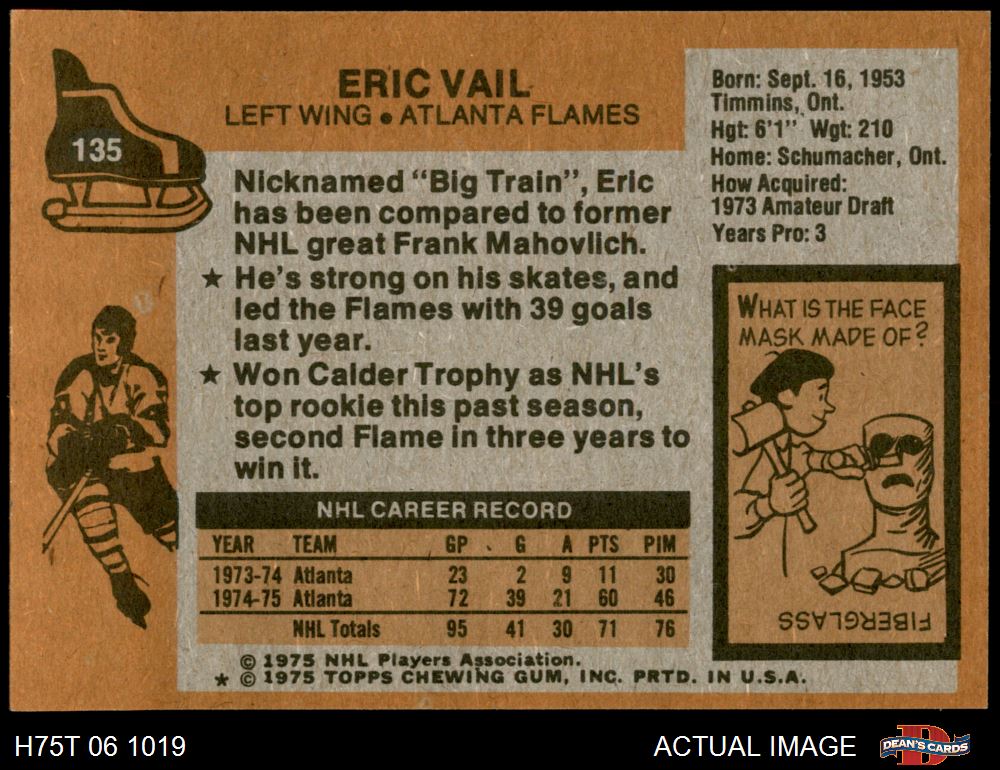 135
ERIC VAIL
LEFT WING • ATLANTA FLAMES
Born: Sept. 16, 1953
Timmins, Ont.
Hgt: 6'1'' Wgt: 210
Home: Schumacher, Ont.
How Acquired:
1973 Amateur Draft
Years Pro: 3
Nicknamed “Big Train”, Eric
has been compared to former
NHL great Frank Mahovlich.
★ He's strong on his skates, and
led the Flames with 39 goals
last year.
★ Won Calder Trophy as NHL's
top rookie this past season,
second Flame in three years to
win it.
WHAT IS THE FACE
MASK MADE OF?
FIBERGLASS
NHL CAREER RECORD
YEAR TEAM GP G A PTS PIM
1973-74 Atlanta 23 2 9 11 30
1974-75 Atlanta 72 39 21 60 46
NHL Totals 95 41 30 71 76
© 1975 NHL Players Association.
★ © 1975 TOPPS CHEWING GUM, INC. PRTD. IN U.S.A.
H75T 06 1019
ACTUAL IMAGE
D
DEAN'S CARDS